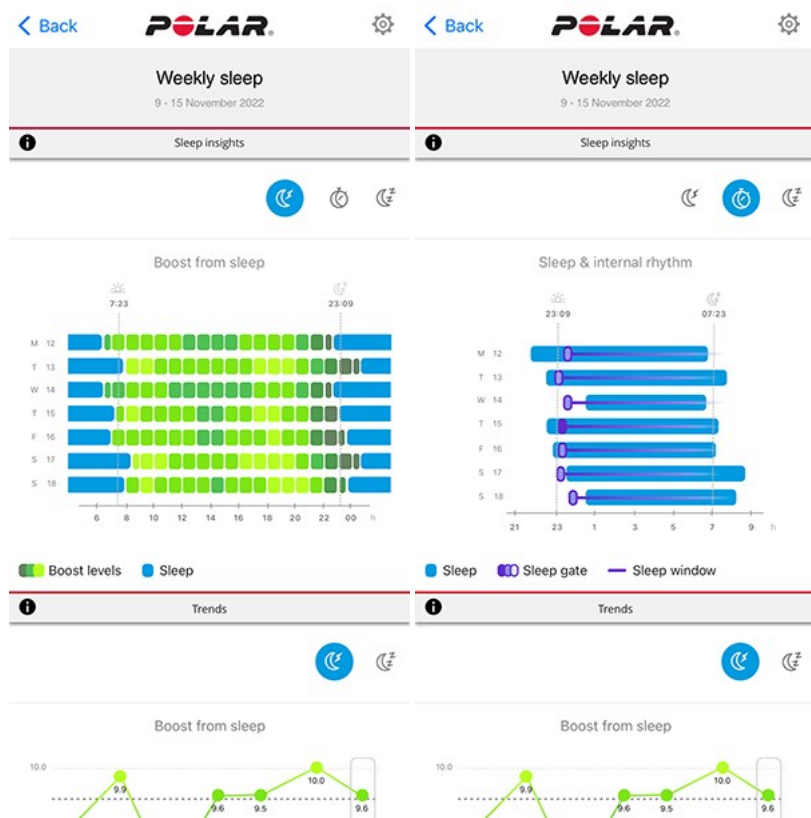 Back
POLAR
Weekly sleep
9 - 15 November 2022
Sleep insights
Boost from sleep
7:23 23:09
M 12
T 13
W 14
T 15
F 16
S 17
S 18
6 8 10 12 14 16 18 20 22 00 h
Boost levels Sleep
Trends
Boost from sleep
10.0
9.9
9.6
9.5
10.0
9.6
Back
POLAR
Weekly sleep
9 - 15 November 2022
Sleep insights
Sleep & internal rhythm
23:09 07:23
M 12
T 13
W 14
T 15
F 16
S 17
S 18
21 23 1 3 5 7 9 h
Sleep Sleep gate Sleep window
Trends
Boost from sleep
10.0
9.9
9.6
9.5
10.0
9.6